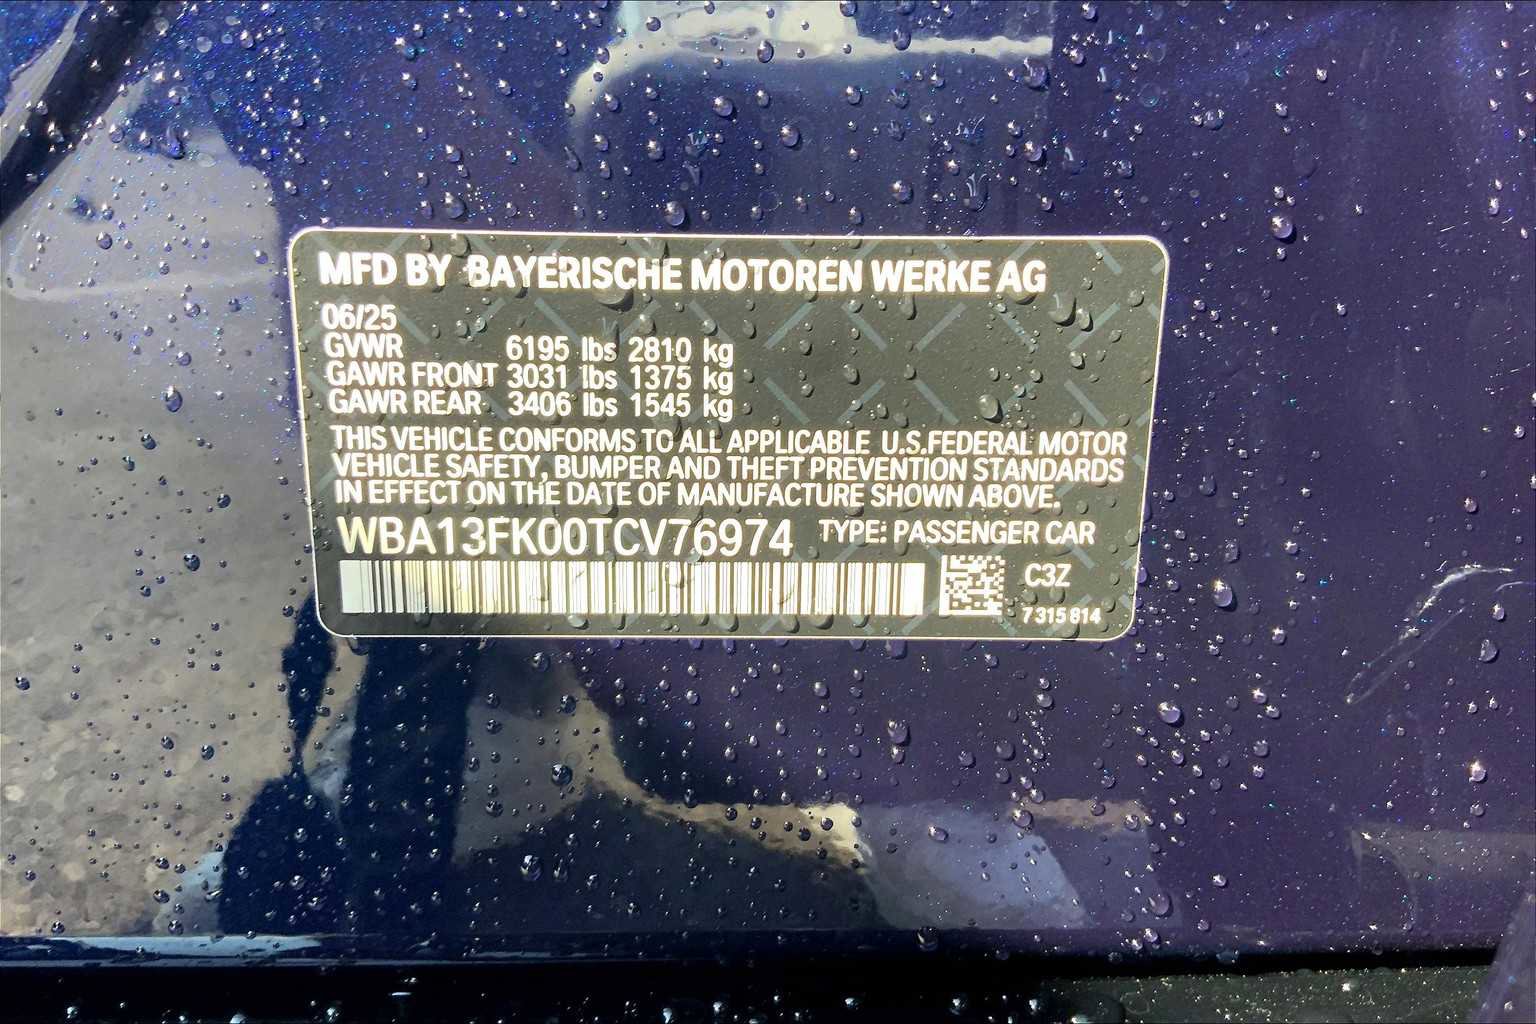 MFD BY BAYERISCHE MOTOREN WERKE AG
06/25
GVWR 6195 lbs 2810 kg
GAWR FRONT 3031 lbs 1375 kg
GAWR REAR 3406 lbs 1545 kg
THIS VEHICLE CONFORMS TO ALL APPLICABLE U.S.FEDERAL MOTOR
VEHICLE SAFETY, BUMPER AND THEFT PREVENTION STANDARDS
IN EFFECT ON THE DATE OF MANUFACTURE SHOWN ABOVE.
WBA13FK00TCV76974 TYPE: PASSENGER CAR
C3Z
7 315 814